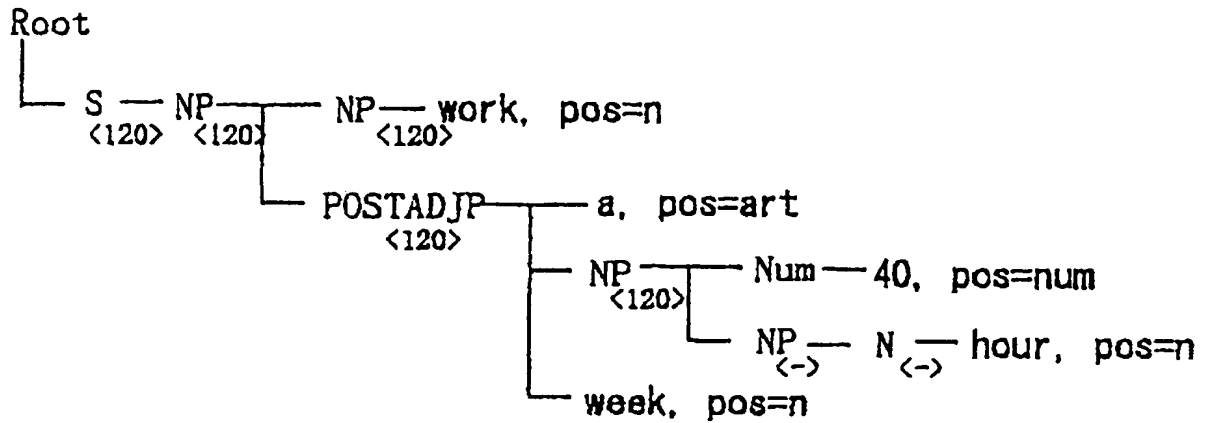 Root
S NP NP work, pos=n
<120> <120> <120>
POSTADJP a, pos=art
<120>
NP Num 40, pos=num
<120>
NP N hour, pos=n
<-> <->
week, pos=n